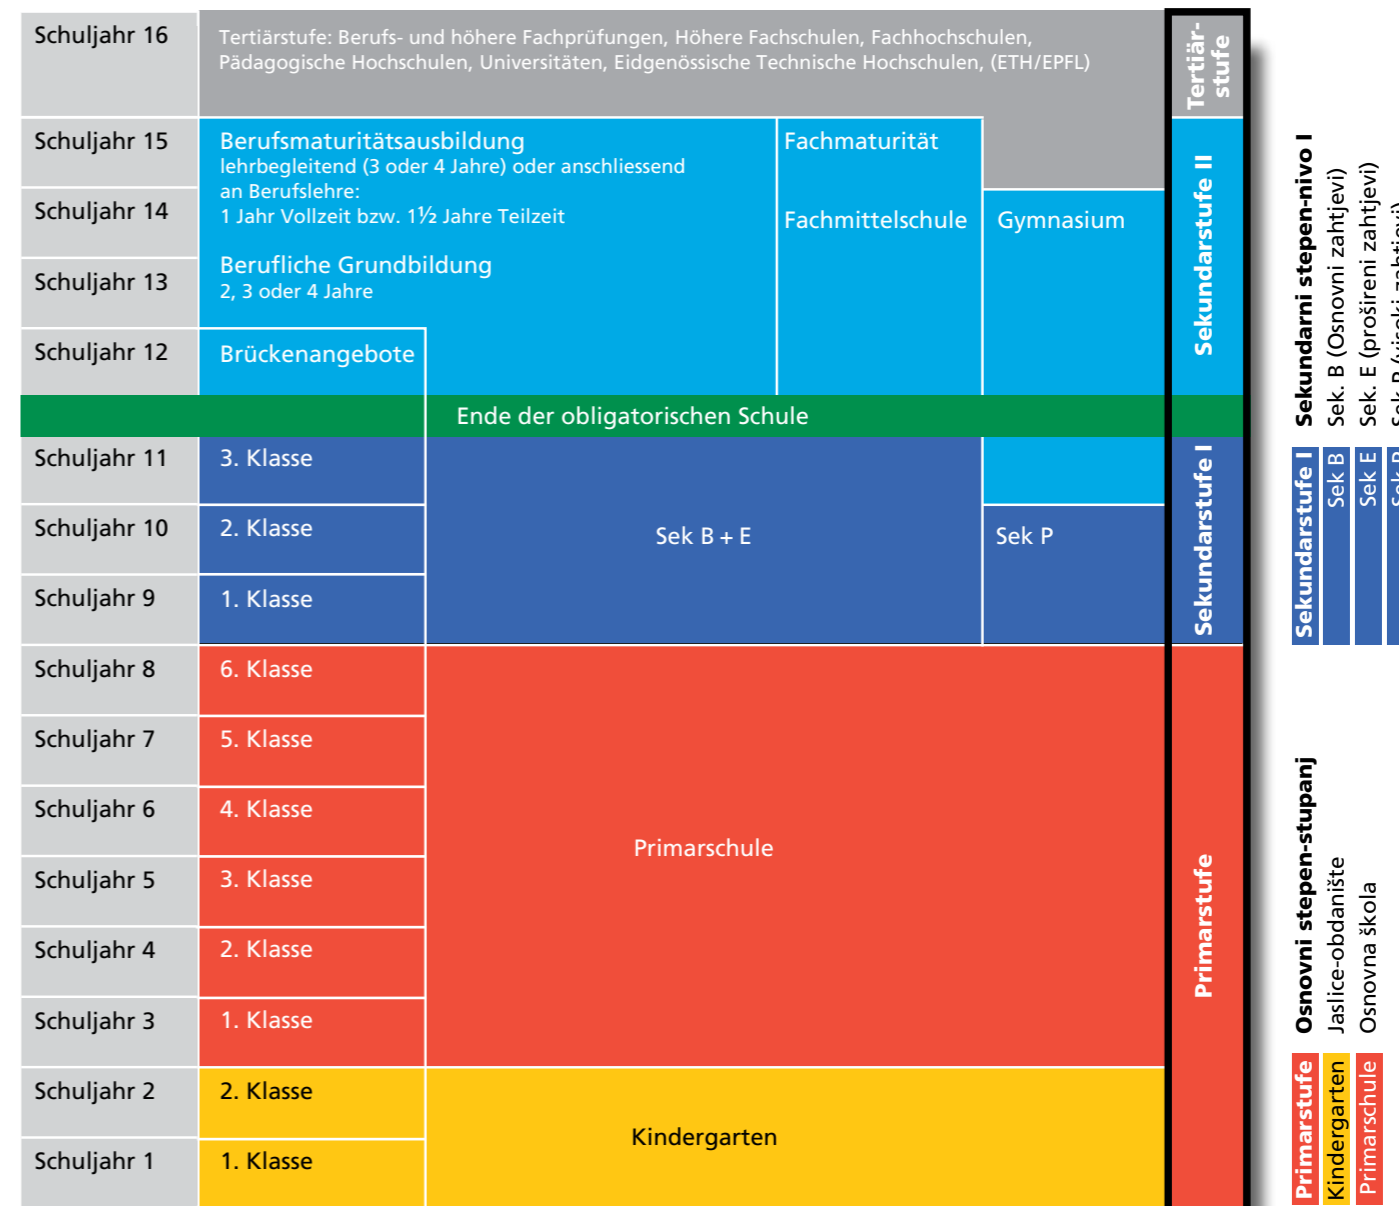 Schuljahr 16
Tertiärstufe: Berufs- und höhere Fachprüfungen, Höhere Fachschulen, Fachhochschulen,
Pädagogische Hochschulen, Universitäten, Eidgenössische Technische Hochschulen, (ETH/EPFL)
Tertiär-
stufe
Schuljahr 15
Berufsmaturitätsausbildung
lehrbegleitend (3 oder 4 Jahre) oder anschliessend
an Berufslehre:
1 Jahr Vollzeit bzw. 1½ Jahre Teilzeit
Fachmaturität
Schuljahr 14
Fachmittelschule
Gymnasium
Sekundarstufe II
Schuljahr 13
Berufliche Grundbildung
2, 3 oder 4 Jahre
Schuljahr 12
Brückenangebote
Ende der obligatorischen Schule
Schuljahr 11
3. Klasse
Schuljahr 10
2. Klasse
Sek B + E
Sek P
Sekundarstufe I
Schuljahr 9
1. Klasse
Schuljahr 8
6. Klasse
Schuljahr 7
5. Klasse
Schuljahr 6
4. Klasse
Primarschule
Schuljahr 5
3. Klasse
Primarstufe
Schuljahr 4
2. Klasse
Schuljahr 3
1. Klasse
Schuljahr 2
2. Klasse
Kindergarten
Schuljahr 1
1. Klasse
Sekundarstufe I Sekundarni stepen-nivo I
Sek B Sek. B (Osnovni zahtjevi)
Sek E Sek. E (prošireni zahtjevi)
Primarstufe Osnovni stepen-stupanj
Kindergarten Jaslice-obdanište
Primarschule Osnovna škola